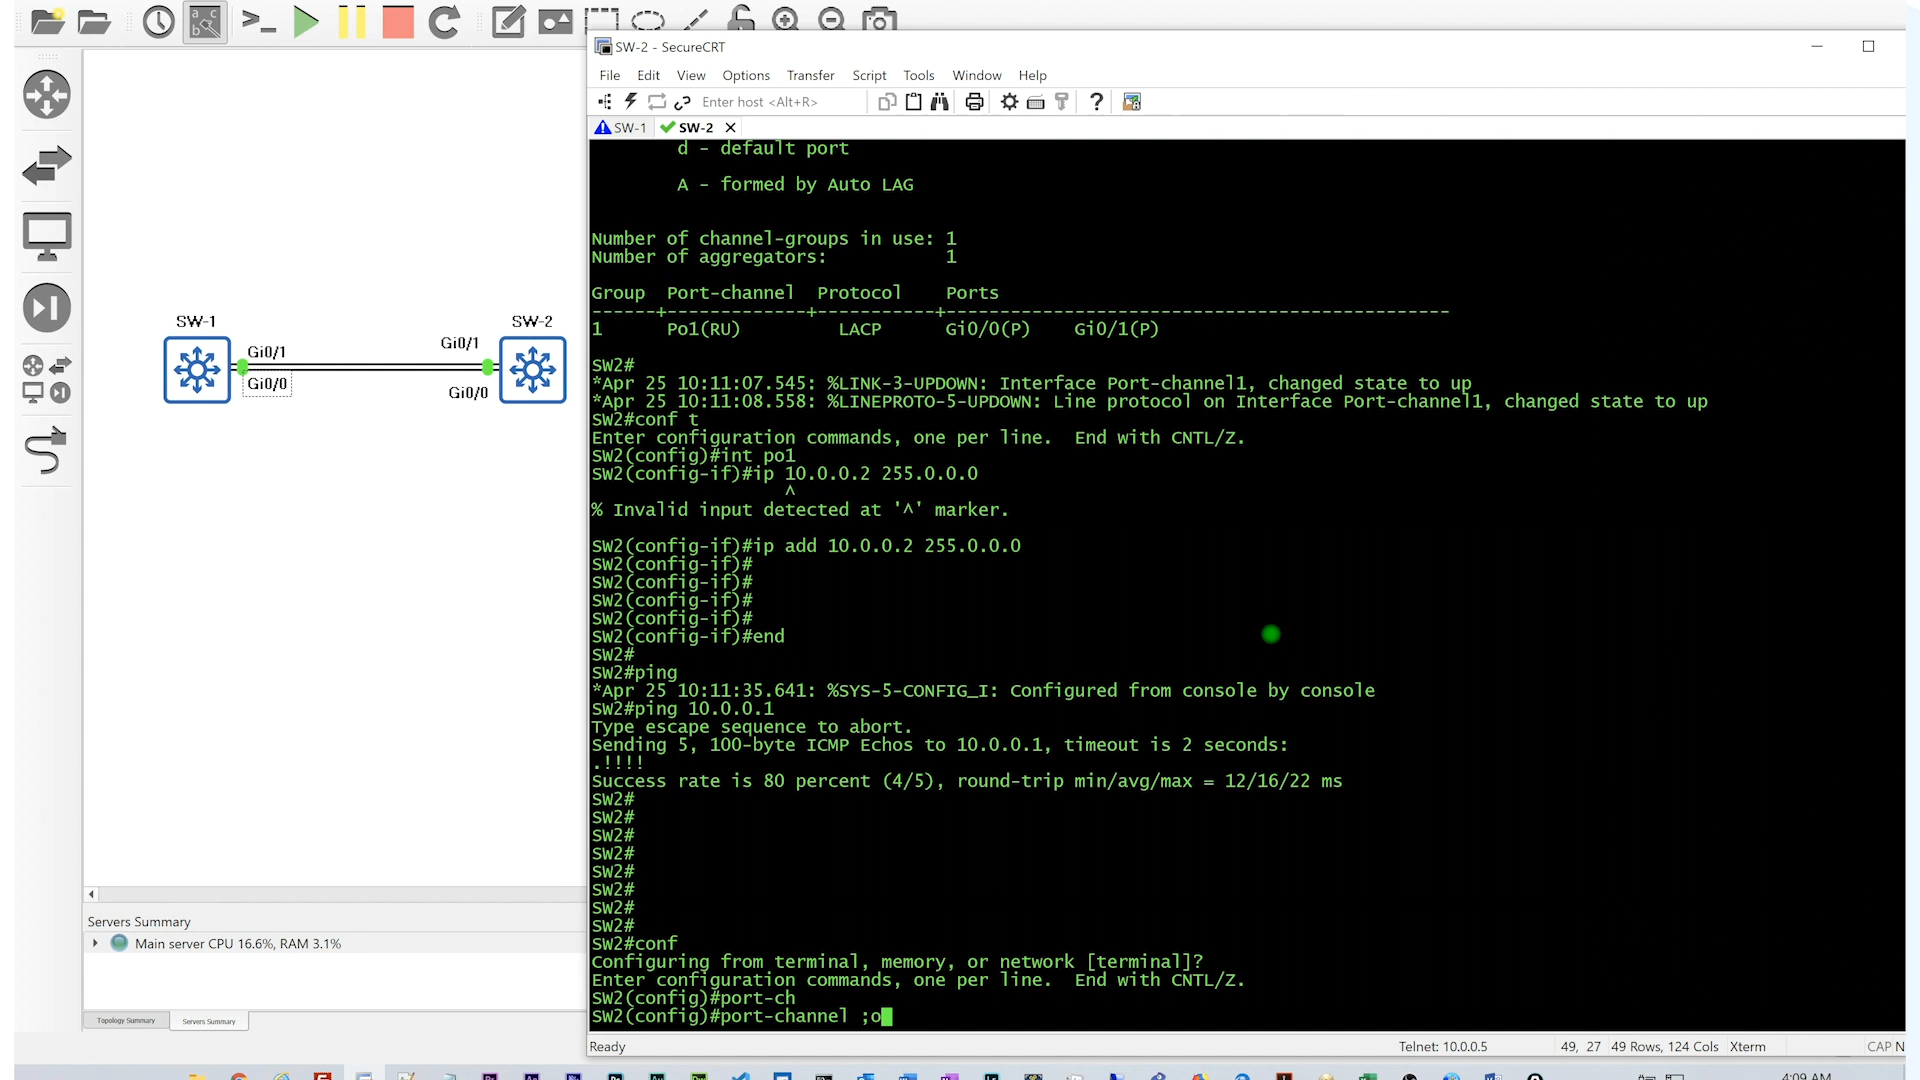 SW-2 - SecureCRT
File Edit View Options Transfer Script Tools Window Help
Enter host <Alt+R>
SW-1 SW-2
d - default port
A - formed by Auto LAG
Number of channel-groups in use: 1
Number of aggregators: 1
Group Port-channel Protocol Ports
------+-------------+-----------+-----------------------------------------------
1 Po1(RU) LACP Gi0/0(P) Gi0/1(P)
SW2#
*Apr 25 10:11:07.545: %LINK-3-UPDOWN: Interface Port-channel1, changed state to up
*Apr 25 10:11:08.558: %LINEPROTO-5-UPDOWN: Line protocol on Interface Port-channel1, changed state to up
SW2#conf t
Enter configuration commands, one per line. End with CNTL/Z.
SW2(config)#int po1
SW2(config-if)#ip 10.0.0.2 255.0.0.0
^
% Invalid input detected at '^' marker.
SW2(config-if)#ip add 10.0.0.2 255.0.0.0
SW2(config-if)#
SW2(config-if)#
SW2(config-if)#
SW2(config-if)#
SW2(config-if)#end
SW2#
SW2#ping
*Apr 25 10:11:35.641: %SYS-5-CONFIG_I: Configured from console by console
SW2#ping 10.0.0.1
Type escape sequence to abort.
Sending 5, 100-byte ICMP Echos to 10.0.0.1, timeout is 2 seconds:
.!!!!
Success rate is 80 percent (4/5), round-trip min/avg/max = 12/16/22 ms
SW2#
SW2#
SW2#
SW2#
SW2#
SW2#
SW2#
SW2#
SW2#conf
Configuring from terminal, memory, or network [terminal]?
Enter configuration commands, one per line. End with CNTL/Z.
SW2(config)#port-ch
SW2(config)#port-channel ;o
Ready Telnet: 10.0.0.5 49, 27 49 Rows, 124 Cols Xterm CAP N
SW-1 SW-2
Gi0/1 Gi0/1
Gi0/0 Gi0/0
Servers Summary
Main server CPU 16.6%, RAM 3.1%
Topology Summary Servers Summary
4:09 AM